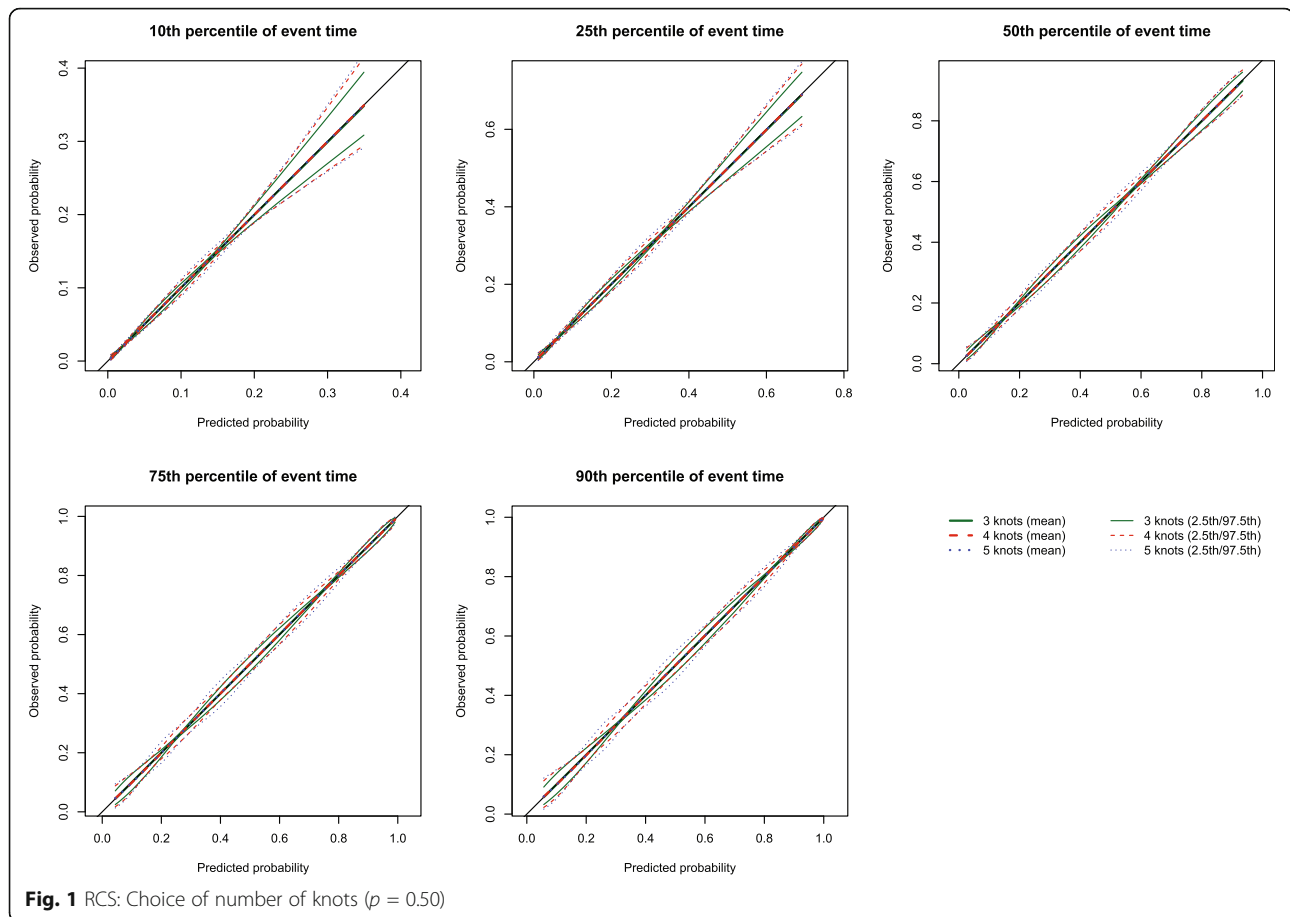 10th percentile of event time
Observed probability
0.4
0.3
0.2
0.1
0.0
0.0 0.1 0.2 0.3 0.4
Predicted probability
25th percentile of event time
Observed probability
0.6
0.4
0.2
0.0
0.0 0.2 0.4 0.6 0.8
Predicted probability
50th percentile of event time
Observed probability
0.8
0.6
0.4
0.2
0.0
0.0 0.2 0.4 0.6 0.8 1.0
Predicted probability
75th percentile of event time
Observed probability
1.0
0.8
0.6
0.4
0.2
0.0
0.0 0.2 0.4 0.6 0.8 1.0
Predicted probability
90th percentile of event time
Observed probability
1.0
0.8
0.6
0.4
0.2
0.0
0.0 0.2 0.4 0.6 0.8 1.0
Predicted probability
3 knots (mean) 3 knots (2.5th/97.5th)
4 knots (mean) 4 knots (2.5th/97.5th)
5 knots (mean) 5 knots (2.5th/97.5th)
Fig. 1 RCS: Choice of number of knots (p = 0.50)